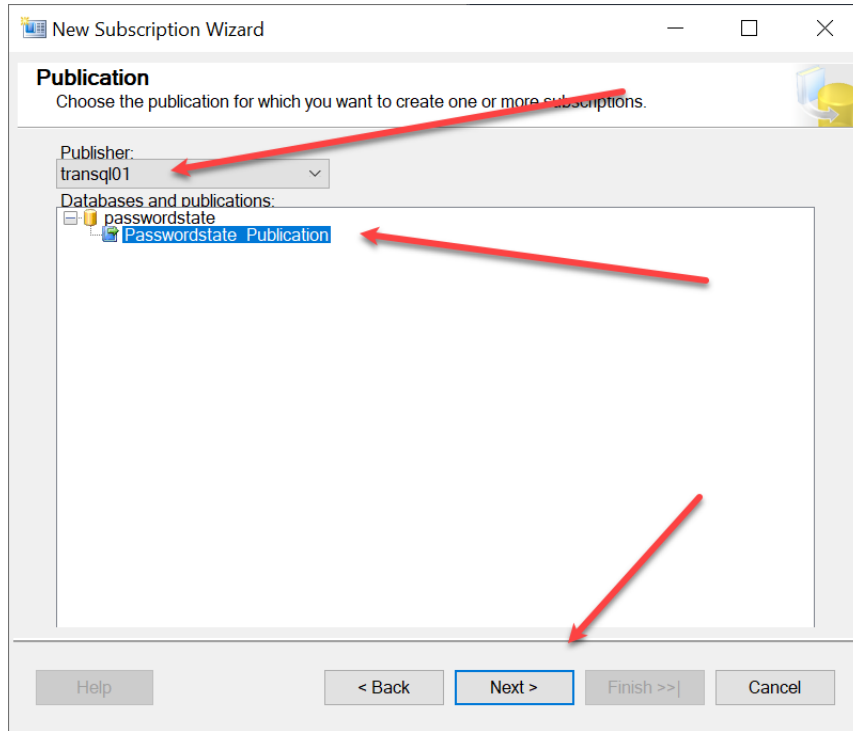 New Subscription Wizard
Publication
Choose the publication for which you want to create one or more subscriptions.
Publisher:
transql01
Databases and publications:
passwordstate
Passwordstate_Publication
Help
< Back
Next >
Finish >>|
Cancel